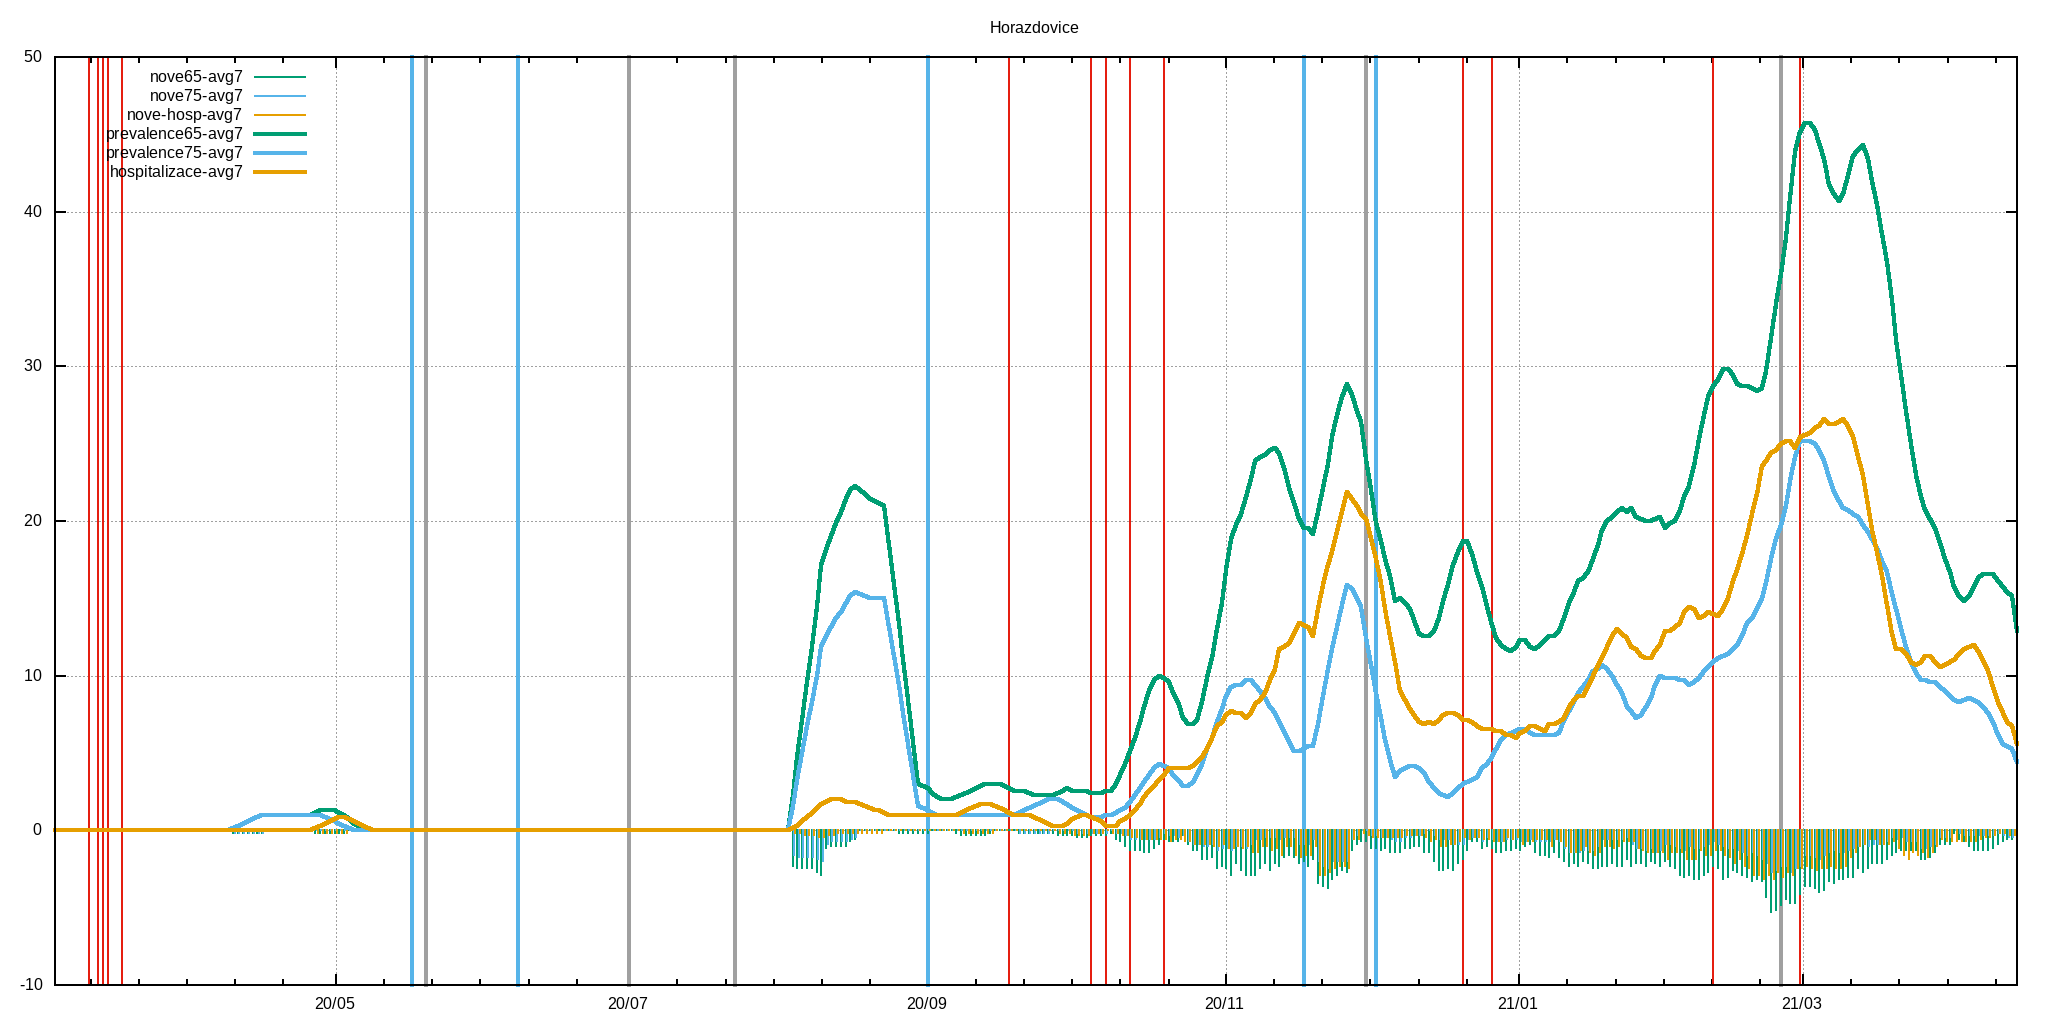 Horazdovice
50
nove65-avg7
nove75-avg7
nove-hosp-avg7
prevalence65-avg7
prevalence75-avg7
hospitalizace-avg7
40
30
20
10
0
-10
20/05
20/07
20/09
20/11
21/01
21/03